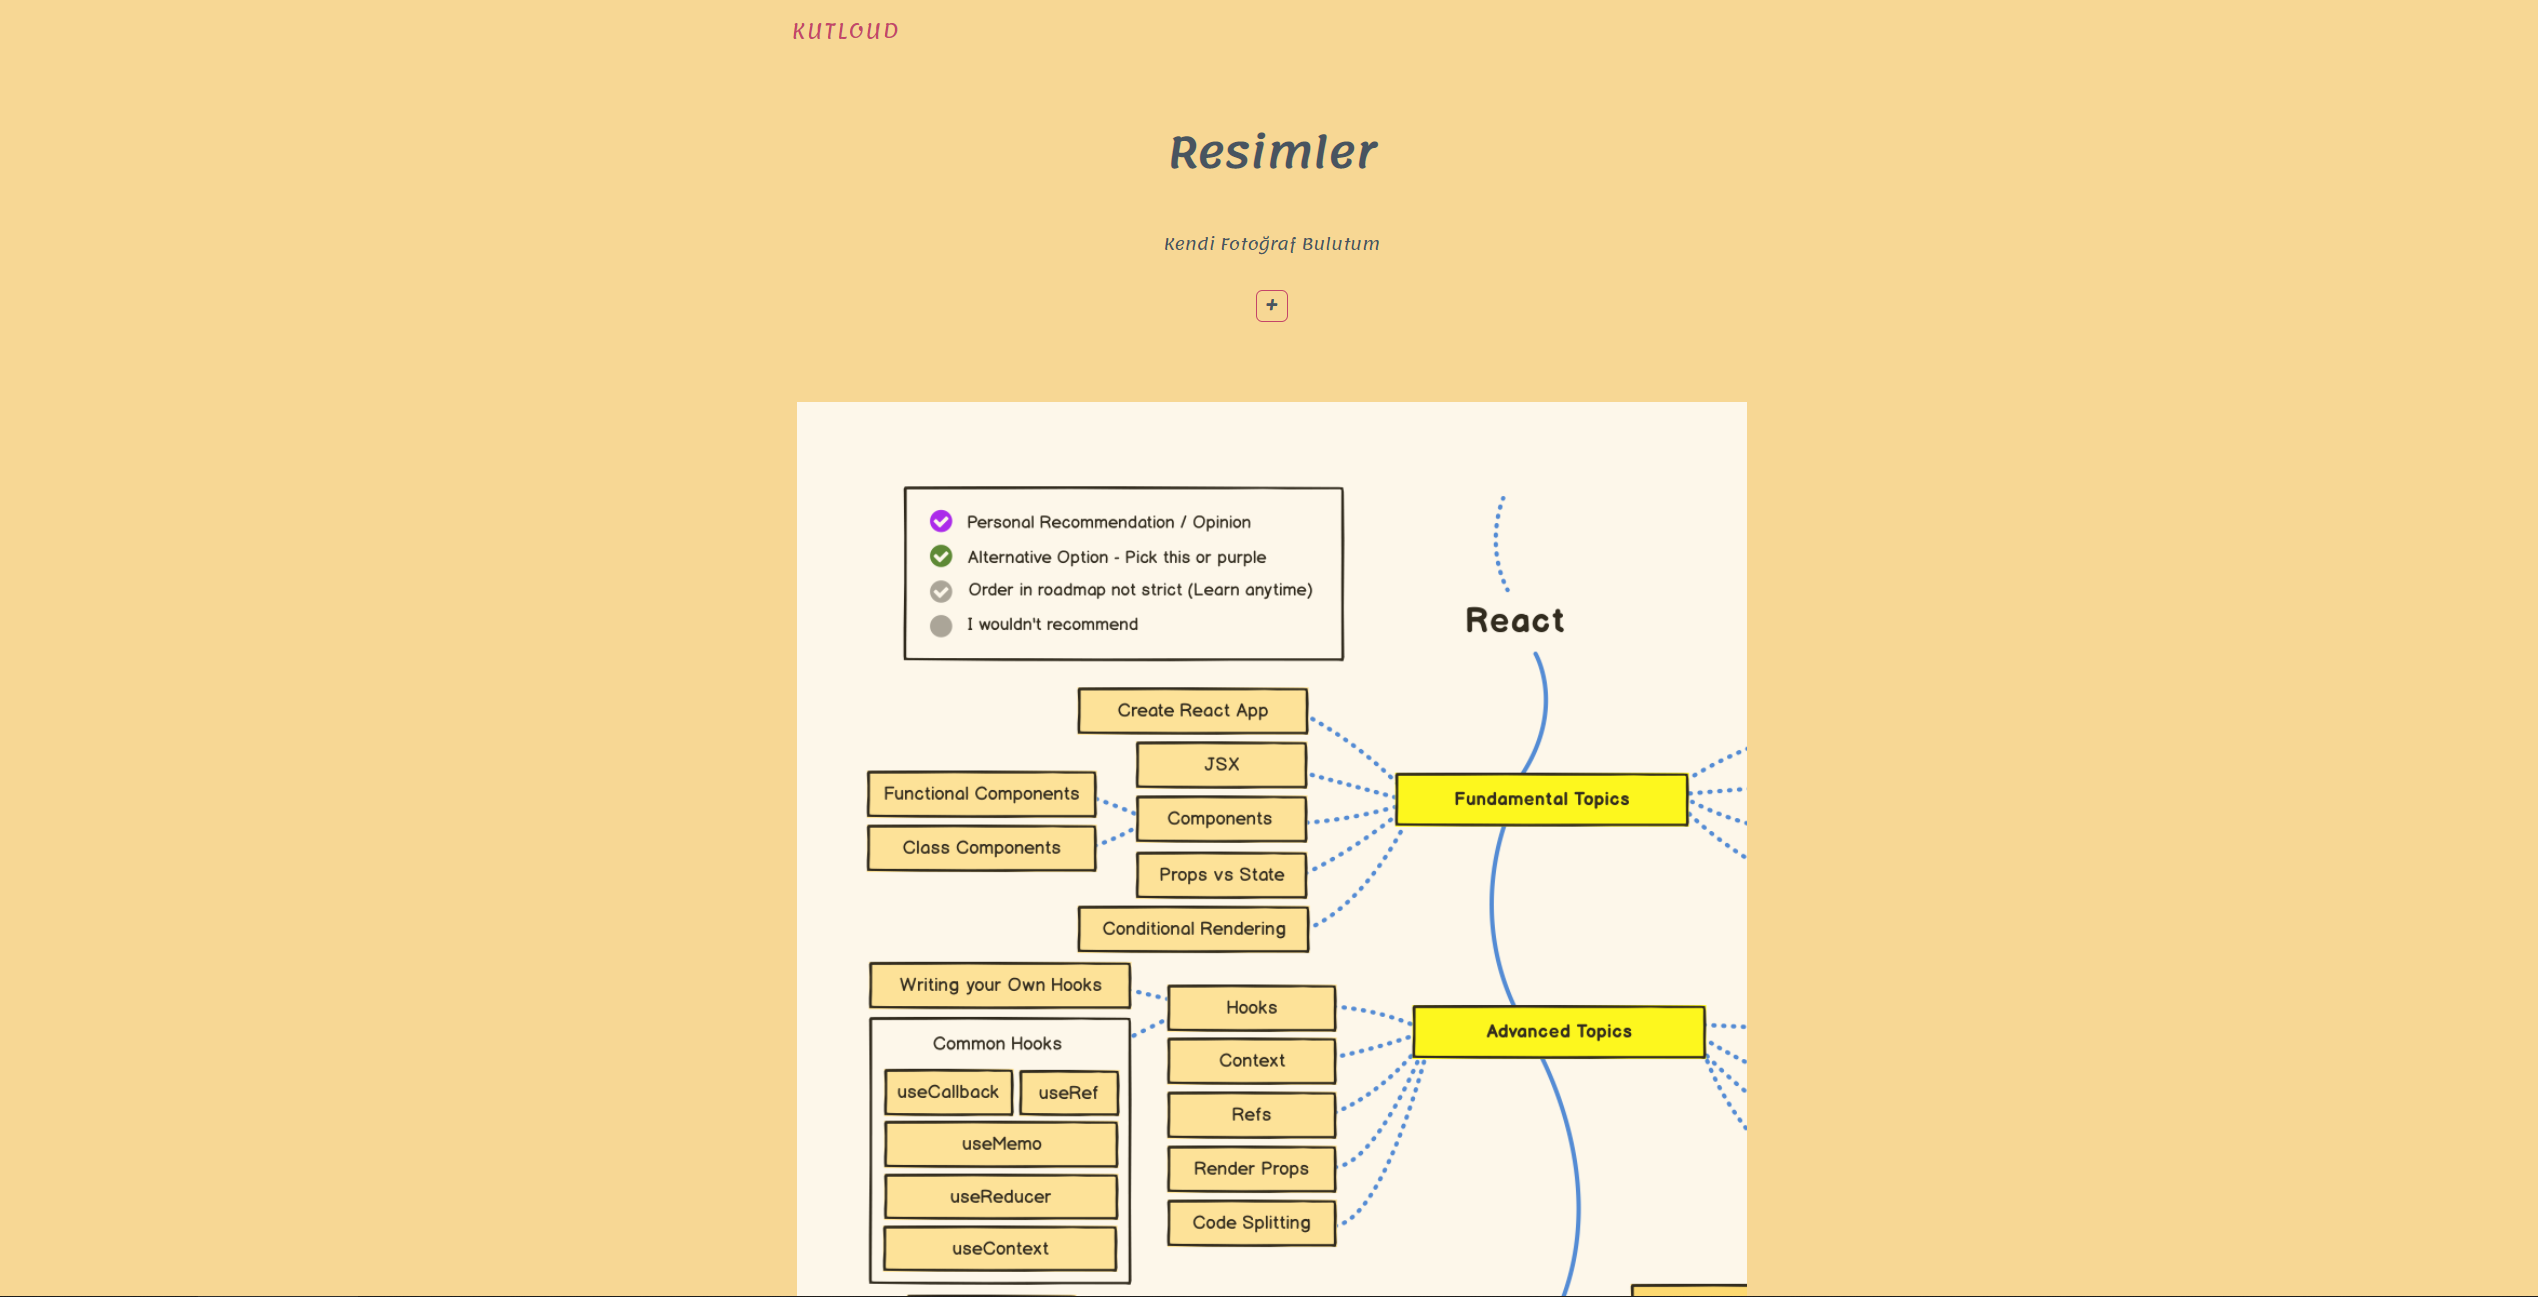 KUTLOUD
Resimler
Kendi Fotoğraf Bulutum
+
Personal Recommendation / Opinion
Alternative Option - Pick this or purple
Order in roadmap not strict (Learn anytime)
I wouldn't recommend
React
Create React App
JSX
Functional Components
Components
Class Components
Props vs State
Conditional Rendering
Fundamental Topics
Writing your Own Hooks
Hooks
Common Hooks
useCallback
useRef
useMemo
useReducer
useContext
Context
Refs
Render Props
Code Splitting
Advanced Topics